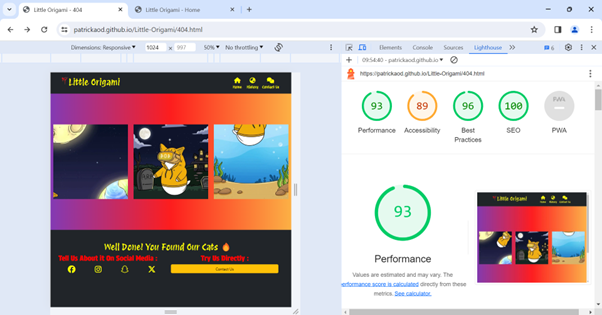 Little Origami - 404
Little Origami - Home
patrickaod.github.io/Little-Origami/404.html
Dimensions: Responsive
1024
x
997
50%
No throttling
Elements
Console
Sources
Lighthouse
6
09:54:40 - patrickaod.github.io
https://patrickaod.github.io/Little-Origami/404.html
Little Origami
Home
History
Contact Us
93
89
96
100
PWA
Performance
Accessibility
Best
Practices
SEO
PWA
93
Performance
Values are estimated and may vary. The
performance score is calculated directly from these
metrics. See calculator.
Little Origami
Well Done! You Found Our Cats 🔥
Tell Us About It On Social Media :
Try Us Directly :
Contact Us